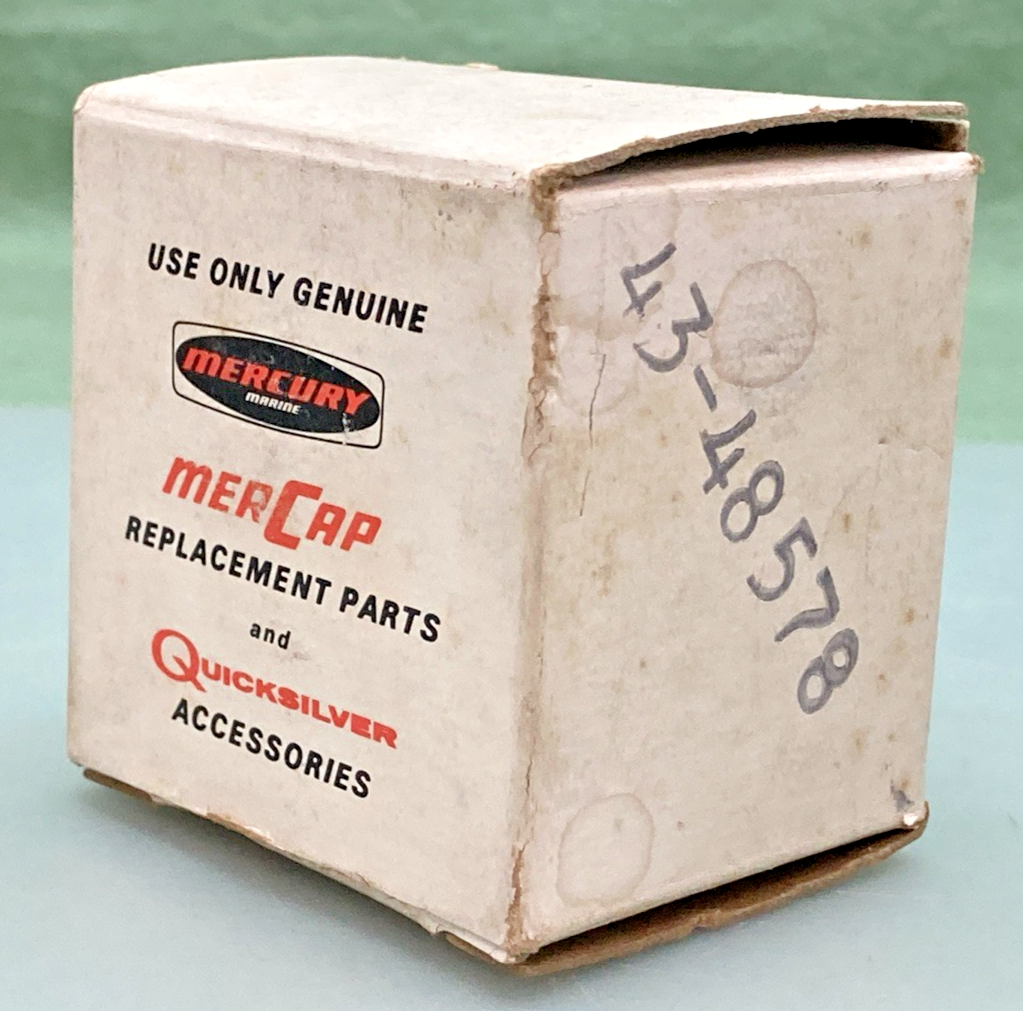 USE ONLY GENUINE
MERCURY
MARINE
MERCAP
REPLACEMENT PARTS
and
QUICKSILVER
ACCESSORIES
43-48578